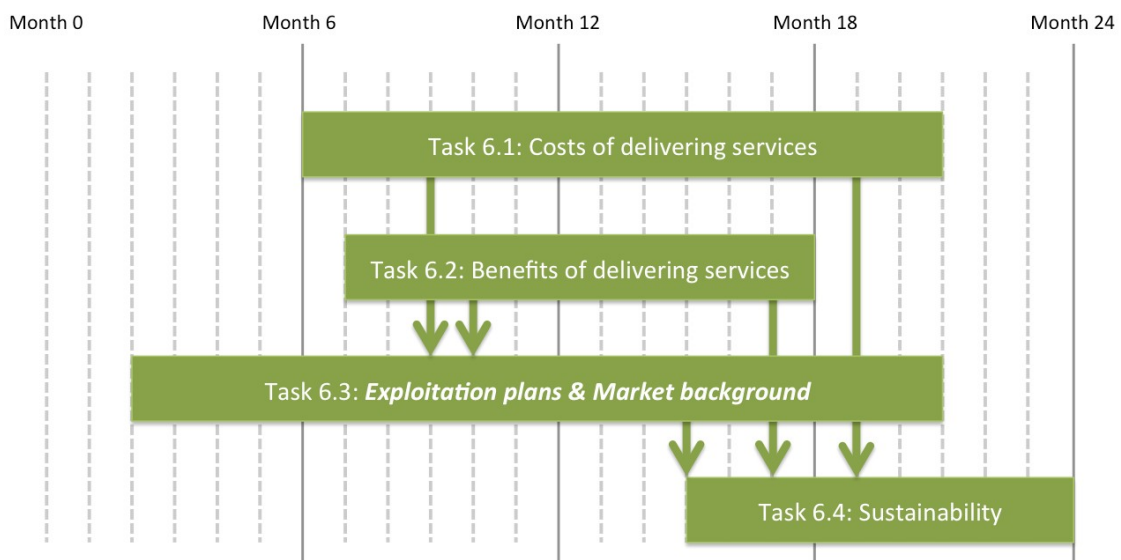 Month 0 Month 6 Month 12 Month 18 Month 24
Task 6.1: Costs of delivering services
Task 6.2: Benefits of delivering services
Task 6.3: Exploitation plans & Market background
Task 6.4: Sustainability